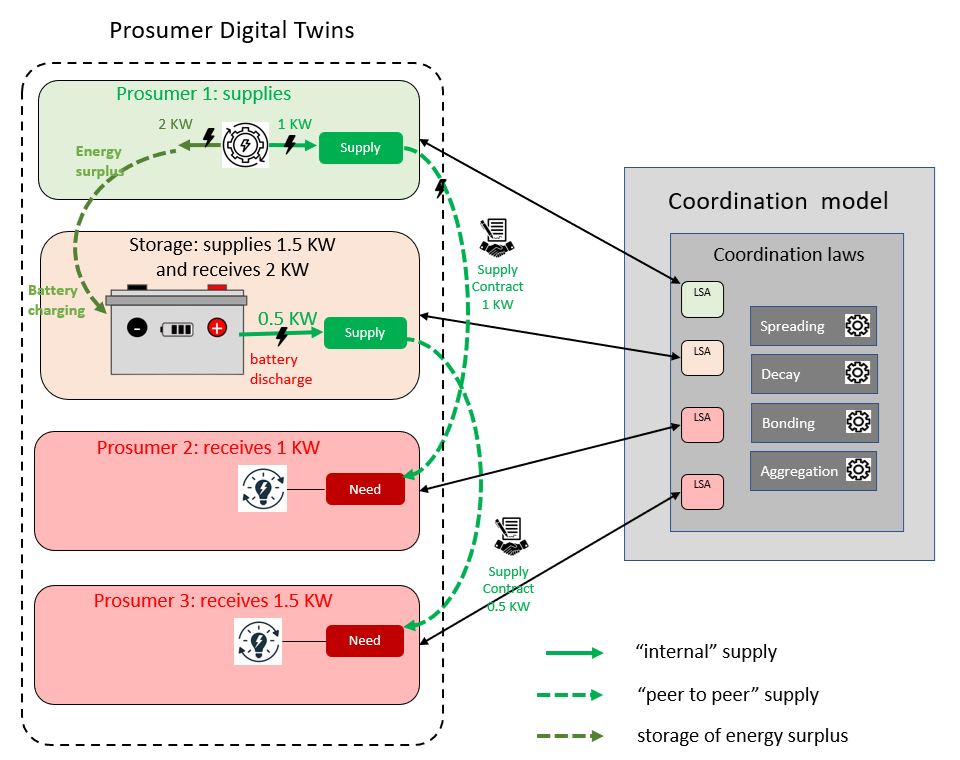 Prosumer Digital Twins
Prosumer 1: supplies
2 KW
1 KW
Supply
Energy
surplus
Storage: supplies 1.5 KW
and receives 2 KW
Battery
charging
-
+
0.5 KW
Supply
battery
discharge
Supply
Contract
1 KW
Prosumer 2: receives 1 KW
Need
Supply
Contract
0.5 KW
Prosumer 3: receives 1.5 KW
Need
Coordination model
Coordination laws
LSA
LSA
LSA
LSA
Spreading
Decay
Bonding
Aggregation
“internal” supply
“peer to peer” supply
storage of energy surplus